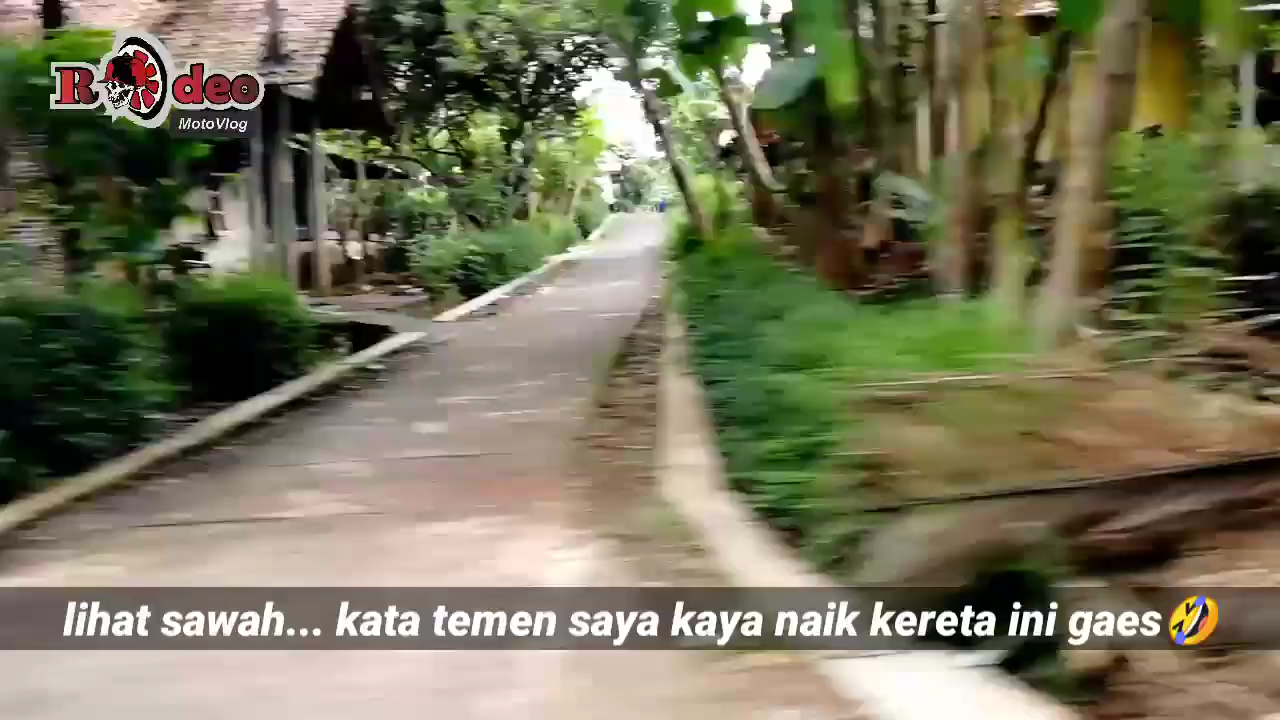 Rodeo
MotoVlog
lihat sawah... kata temen saya kaya naik kereta ini gaes🤣